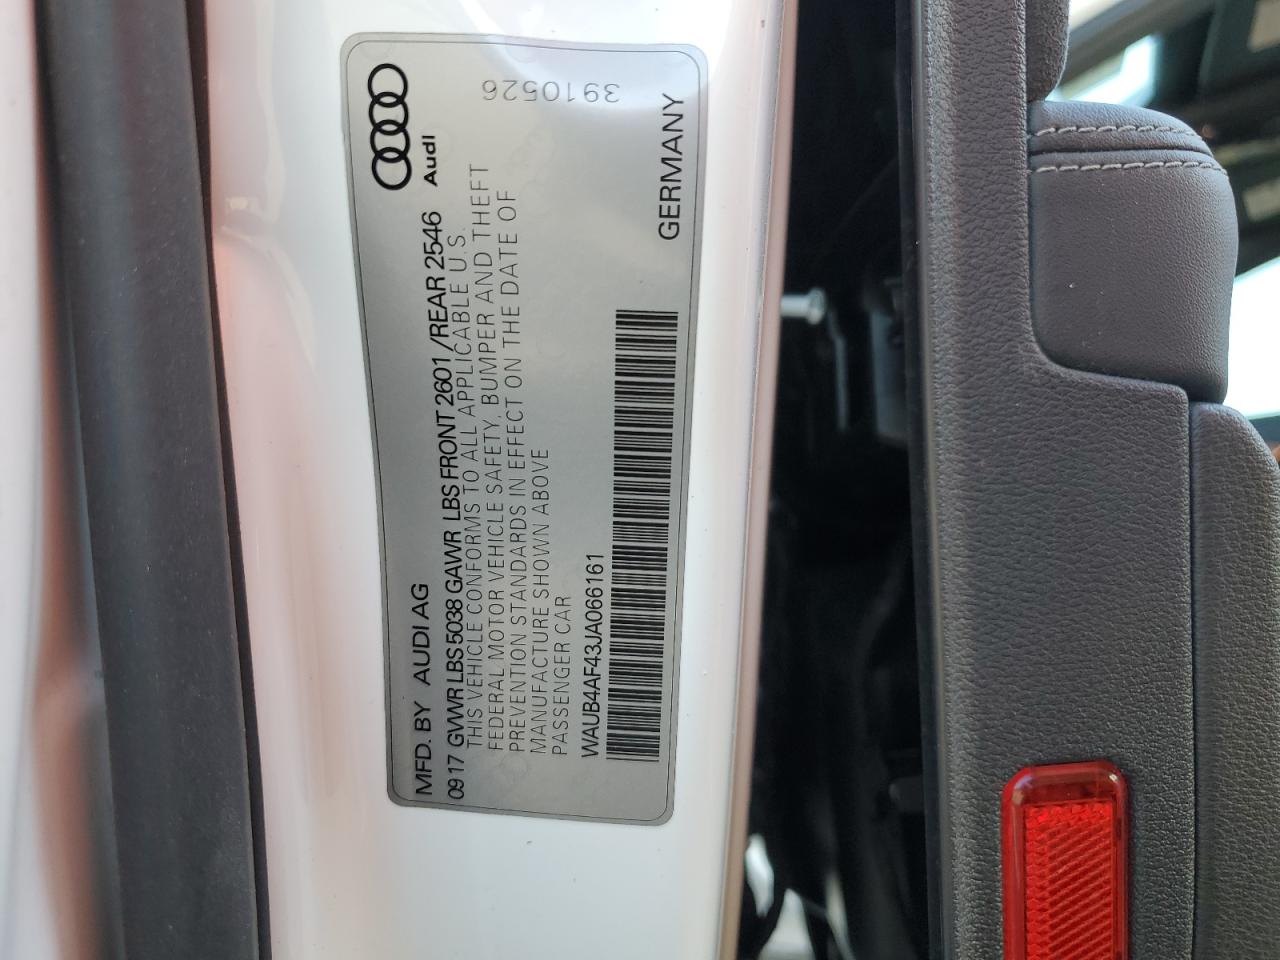 MFD. BY AUDI AG
Audi
0917 GVWR LBS 5038 GAWR LBS FRONT 2601/REAR 2546
THIS VEHICLE CONFORMS TO ALL APPLICABLE U.S.
FEDERAL MOTOR VEHICLE SAFETY, BUMPER AND THEFT
PREVENTION STANDARDS IN EFFECT ON THE DATE OF
MANUFACTURE SHOWN ABOVE
PASSENGER CAR
WAUB4AF43JA066161
GERMANY
3910526